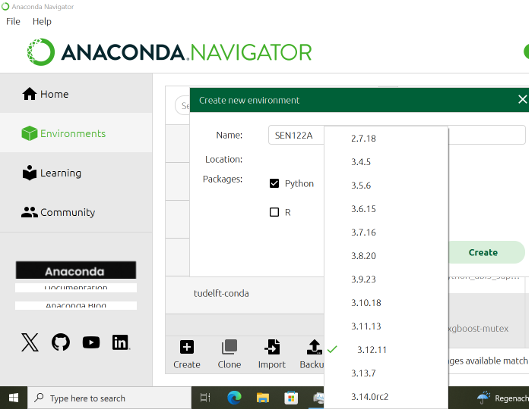 Anaconda Navigator
File Help
ANACONDA.NAVIGATOR
Home
Environments
Learning
Community
Anaconda
Documentation
Anaconda Blog
Create new environment
Name: SEN122A
Location:
Packages: Python
R
2.7.18
3.4.5
3.5.6
3.6.15
3.7.16
3.8.20
3.9.23
3.10.18
3.11.13
3.12.11
3.13.7
3.14.0rc2
Create
tudelft-conda
xgboost-mutex
Create Clone Import Backu
ges available match
Type here to search
Regenach